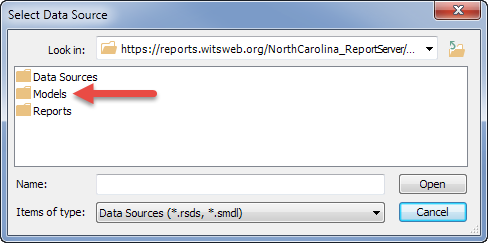 Select Data Source
Look in: https://reports.witsweb.org/NorthCarolina_ReportServer/...
Data Sources
Models
Reports
Name: Open
Items of type: Data Sources (*.rsds, *.smdl) Cancel